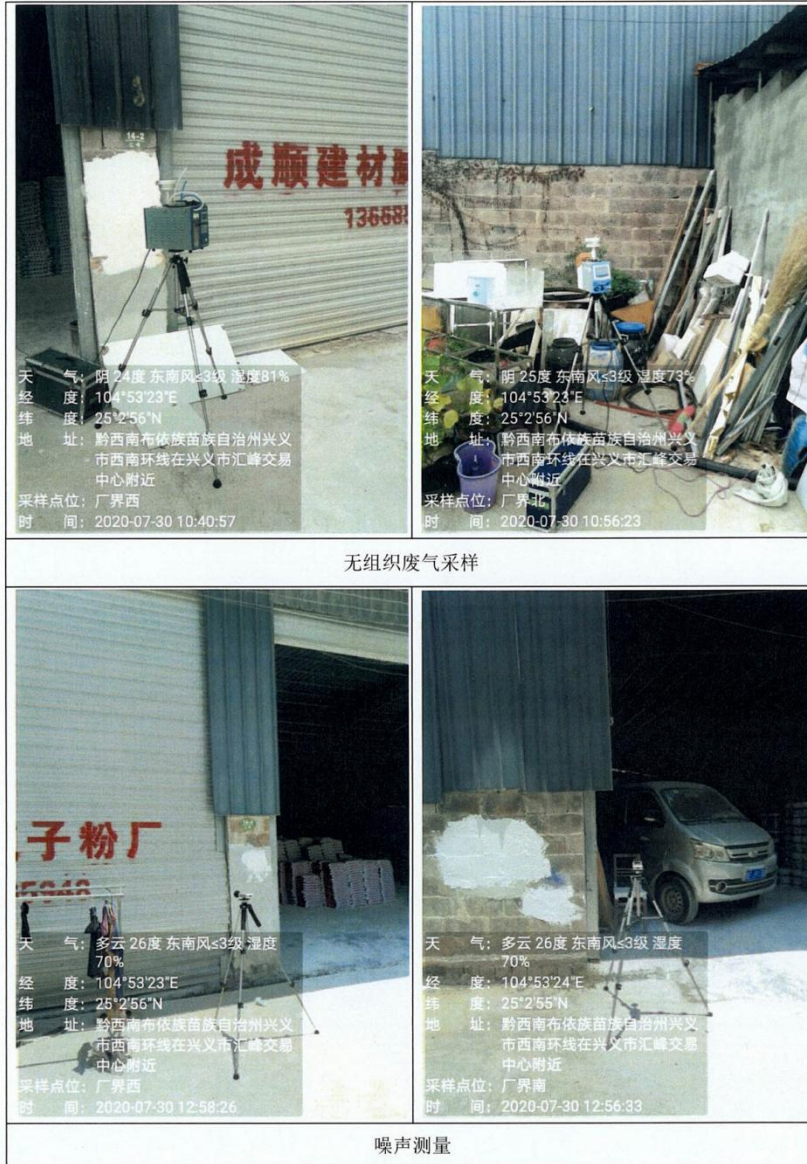 14-2
成顺建材腻
13668
天 气：阴 24度 东南风≤3级 湿度81%
经 度：104°53'23"E
纬 度：25°2'56"N
地 址：黔西南布依族苗族自治州兴义
市西南环线在兴义市汇峰交易
中心附近
采样点位：厂界西
时 间：2020-07-30 10:40:57
天 气：阴 25度 东南风≤3级 湿度73%
经 度：104°53'23"E
纬 度：25°2'56"N
地 址：黔西南布依族苗族自治州兴义
市西南环线在兴义市汇峰交易
中心附近
采样点位：厂界北
时 间：2020-07-30 10:56:23
无组织废气采样
子粉厂
天 气：多云 26度 东南风≤3级 湿度
70%
经 度：104°53'23"E
纬 度：25°2'56"N
地 址：黔西南布依族苗族自治州兴义
市西南环线在兴义市汇峰交易
中心附近
采样点位：厂界西
时 间：2020-07-30 12:58:26
天 气：多云 26度 东南风≤3级 湿度
70%
经 度：104°53'24"E
纬 度：25°2'55"N
地 址：黔西南布依族苗族自治州兴义
市西南环线在兴义市汇峰交易
中心附近
采样点位：厂界南
时 间：2020-07-30 12:56:33
噪声测量